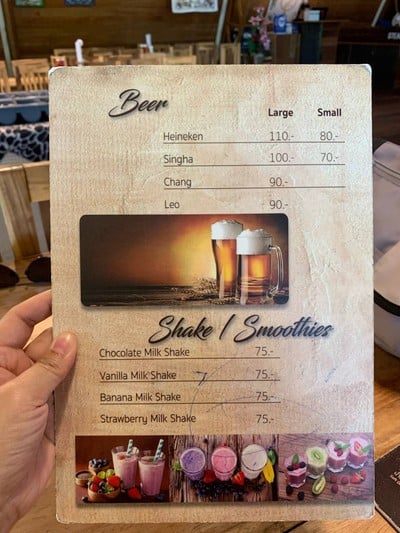 Beer
Large Small
Heineken 110.- 80.-
Singha 100.- 70.-
Chang 90.-
Leo 90.-
Shake / Smoothies
Chocolate Milk Shake 75.-
Vanilla Milk Shake 75.-
Banana Milk Shake 75.-
Strawberry Milk Shake 75.-